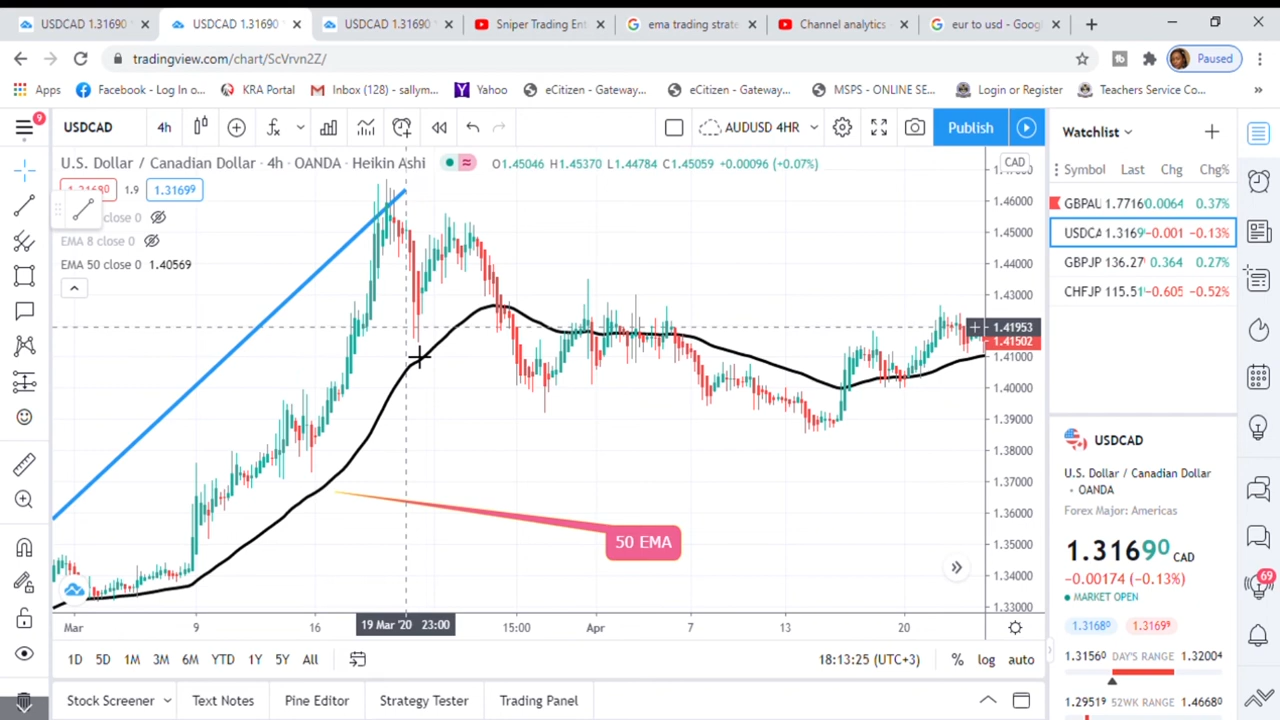 USDCAD 1.31690
USDCAD 1.31690
USDCAD 1.31690
Sniper Trading Ent
ema trading strate
Channel analytics
eur to usd - Goog
tradingview.com/chart/ScVrvn2Z/
Paused
Apps
Facebook - Log In o...
KRA Portal
Inbox (128) - sallym...
Yahoo
eCitizen - Gateway...
eCitizen - Gateway...
MSPS - ONLINE SE...
Login or Register
Teachers Service Co...
»
9
USDCAD
4h
AUDUSD 4HR
Publish
Watchlist
U.S. Dollar / Canadian Dollar · 4h · OANDA · Heikin Ashi
O1.45046 H1.45370 L1.44784 C1.45059 +0.00096 (+0.07%)
CAD
Symbol Last Chg Chg%
1.9 1.31699
close 0
EMA 8 close 0
EMA 50 close 0 1.40569
GBPAU 1.7716 0.0064 0.37%
USDCA 1.3169 -0.001 -0.13%
GBPJP 136.27 0.364 0.27%
CHFJP 115.51 -0.605 -0.52%
1.46000
1.45000
1.44000
1.43000
1.41953
1.41502
1.41000
1.40000
1.39000
1.38000
1.37000
1.36000
1.35000
1.34000
1.33000
50 EMA
USDCAD
U.S. Dollar / Canadian Dollar
• OANDA
Forex Major: Americas
1.31690 CAD
-0.00174 (-0.13%)
MARKET OPEN
1.31680 1.31699
69
Mar 9 16 19 Mar '20 23:00 15:00 Apr 7 13 20
1D 5D 1M 3M 6M YTD 1Y 5Y All
18:13:25 (UTC+3) % log auto
1.31560 DAY'S RANGE 1.32004
1.29519 52WK RANGE 1.46680
Stock Screener Text Notes Pine Editor Strategy Tester Trading Panel